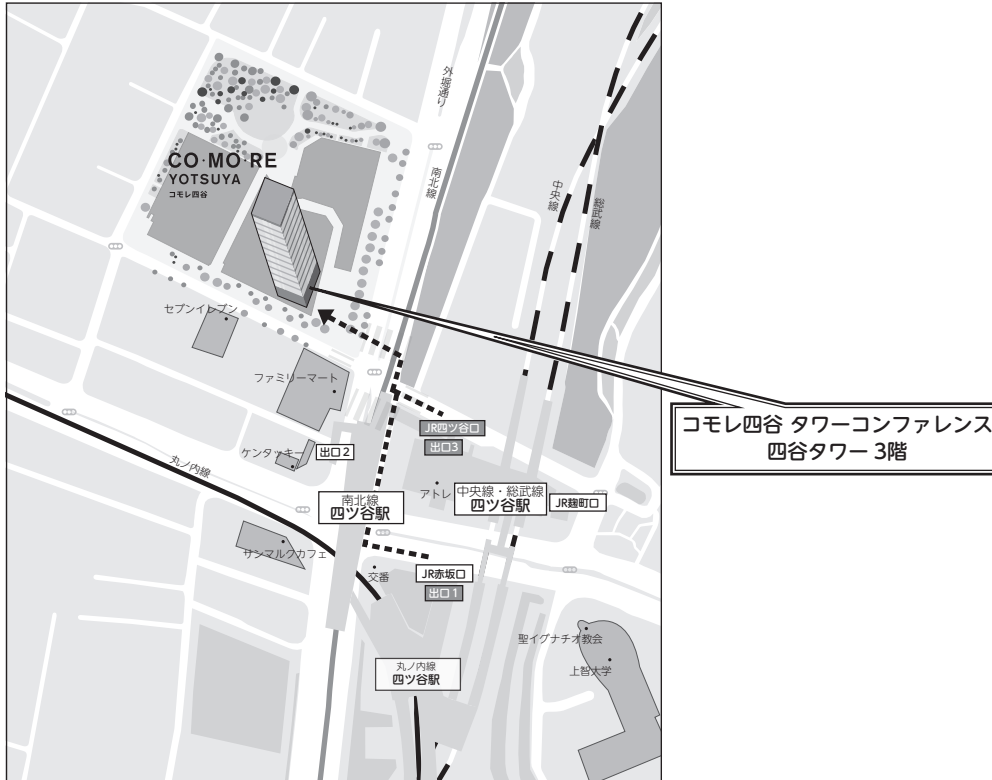 外堀通り
南北線
中央線
総武線
CO·MO·RE
YOTSUYA
コモレ四谷
セブンイレブン
ファミリーマート
コモレ四谷 タワーコンファレンス
四谷タワー 3階
JR四ツ谷口
出口3
ケンタッキー
出口2
丸ノ内線
アトレ
南北線
四ツ谷駅
中央線・総武線
四ツ谷駅
JR麹町口
サンマルクカフェ
交番
JR赤坂口
出口1
聖イグナチオ教会
上智大学
丸ノ内線
四ツ谷駅